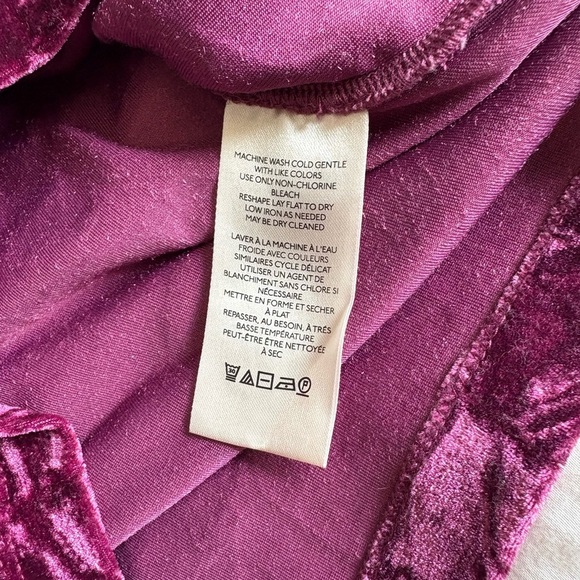 MACHINE WASH COLD GENTLE
WITH LIKE COLORS
USE ONLY NON-CHLORINE
BLEACH
RESHAPE LAY FLAT TO DRY
LOW IRON AS NEEDED
MAY BE DRY CLEANED
LAVER À LA MACHINE À L'EAU
FROIDE AVEC COULEURS
SIMILAIRES CYCLE DÉLICAT
UTILISER UN AGENT DE
BLANCHIMENT SANS CHLORE SI
NÉCESSAIRE
METTRE EN FORME ET SECHER
À PLAT
REPASSER, AU BESOIN, À TRÉS
BASSE TEMPÉRATURE
PEUT-ÊTRE ÊTRE NETTOYÉE
À SEC
30 P